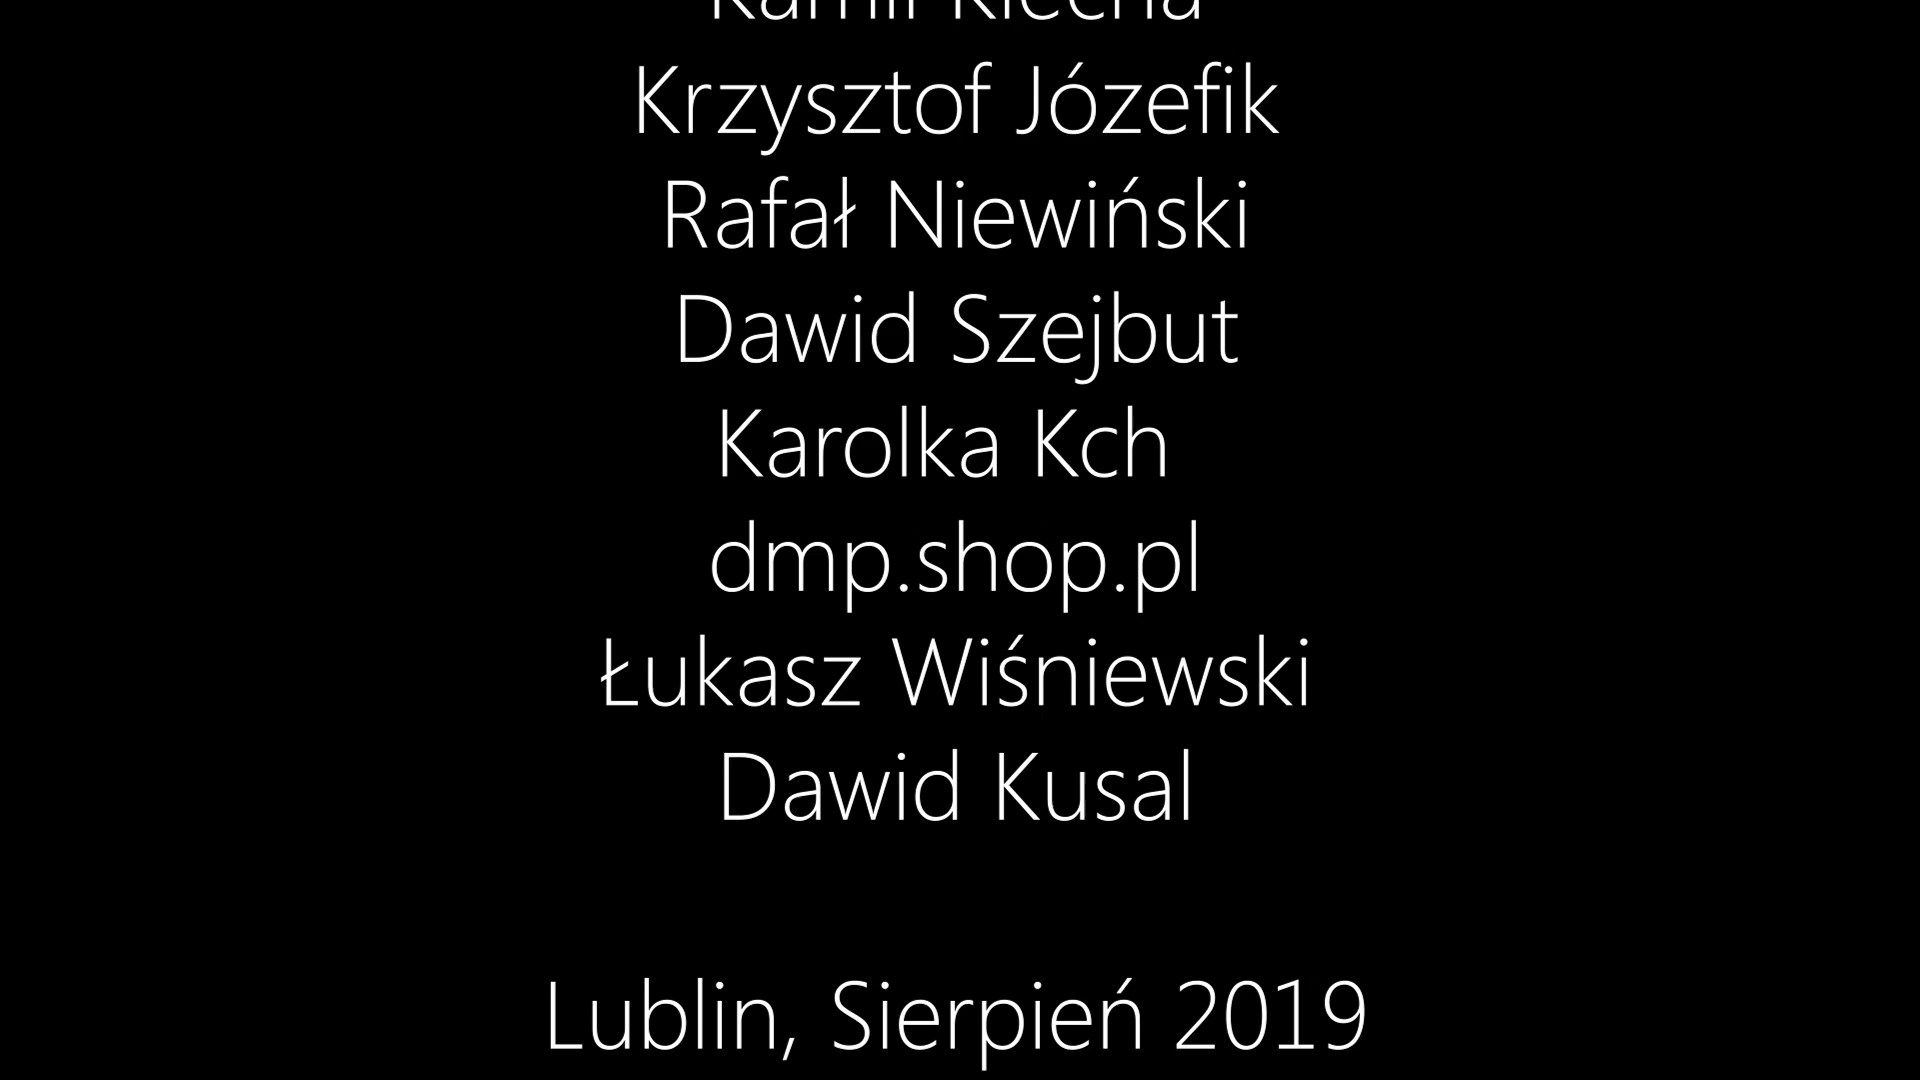 Krzysztof Józefik
Rafał Niewiński
Dawid Szejbut
Karolka Kch
dmp.shop.pl
Łukasz Wiśniewski
Dawid Kusal
Lublin, Sierpień 2019